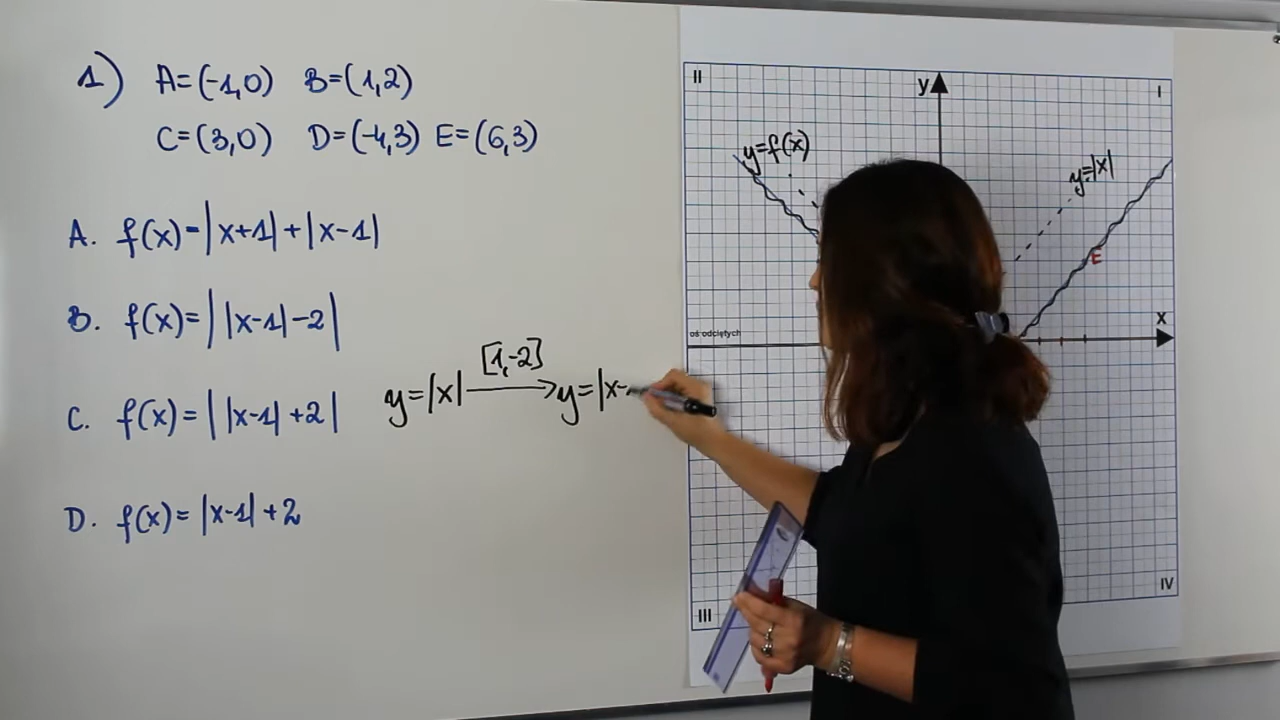 1) A=(-1,0) B=(1,2)
C=(3,0) D=(-4,3) E=(6,3)
A. f(x)=|x+1|+|x-1|
B. f(x)=||x-1|-2|
C. f(x)=||x-1|+2|
D. f(x)=|x-1|+2
[1,-2]
y=|x| → y=|x-
II
y
I
y=f(x)
y=|x|
E
oś odciętych
x
III
IV